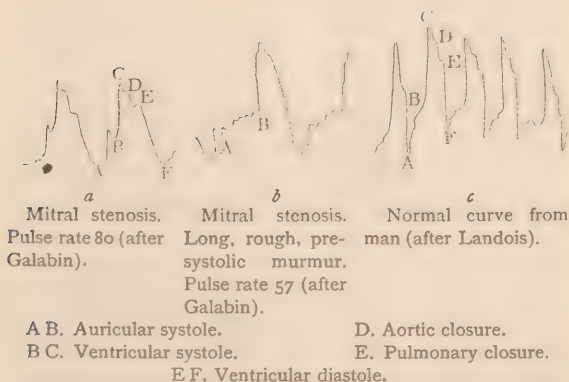 C
D
E
B
A
F
B
A
C
D
E
B
F
A
a b c
Mitral stenosis.
Pulse rate 80 (after
Galabin).
Mitral stenosis.
Long, rough, pre-
systolic murmur.
Pulse rate 57 (after
Galabin).
Normal curve from
man (after Landois).
A B. Auricular systole. D. Aortic closure.
B C. Ventricular systole. E. Pulmonary closure.
E F. Ventricular diastole.